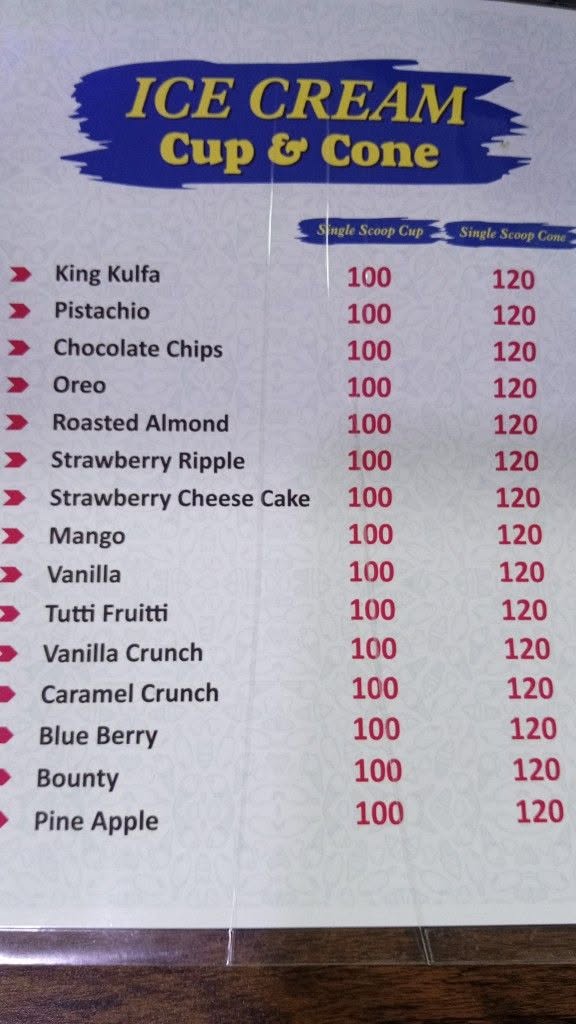 ICE CREAM
Cup & Cone
Single Scoop Cup Single Scoop Cone
King Kulfa 100 120
Pistachio 100 120
Chocolate Chips 100 120
Oreo 100 120
Roasted Almond 100 120
Strawberry Ripple 100 120
Strawberry Cheese Cake 100 120
Mango 100 120
Vanilla 100 120
Tutti Fruitti 100 120
Vanilla Crunch 100 120
Caramel Crunch 100 120
Blue Berry 100 120
Bounty 100 120
Pine Apple 100 120